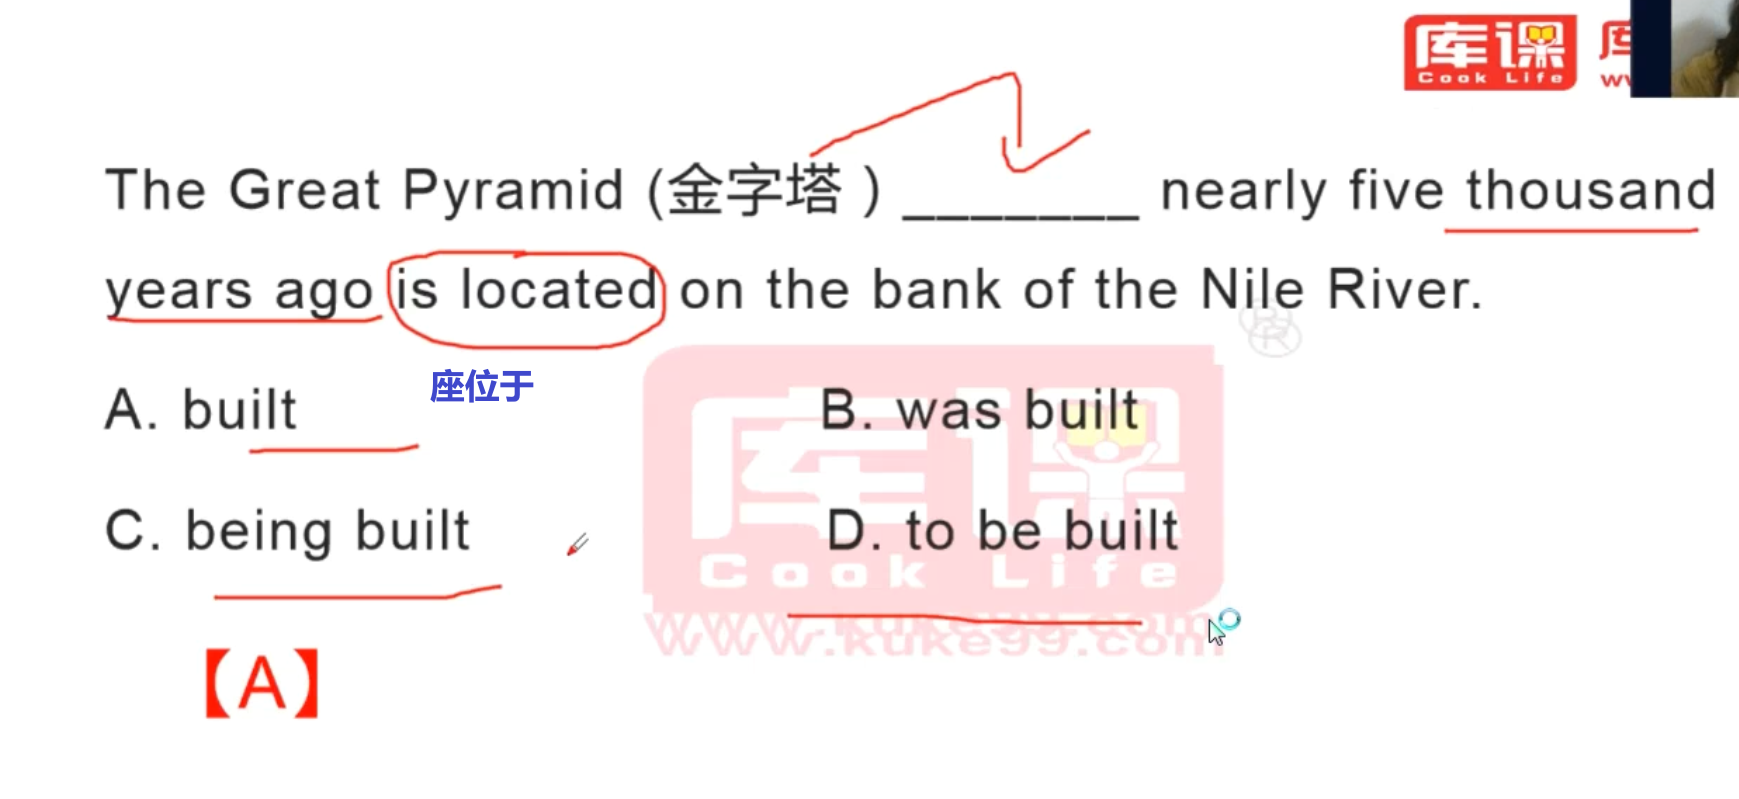 库课
Cook Life
The Great Pyramid (金字塔 ) _______ nearly five thousand
years ago is located on the bank of the Nile River.
座位于
A. built
B. was built
C. being built
D. to be built
库课
Cook Life
www.kuke99.com
【A】